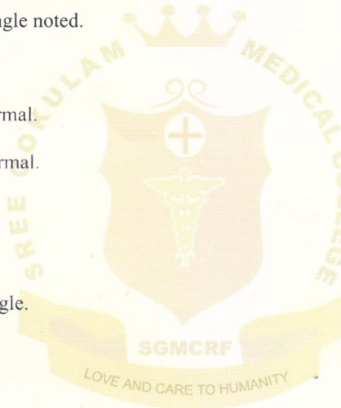 ngle noted.
rmal.
rmal.
gle.
SREE GOKULAM MEDICAL COLLEGE
SGMCRF
LOVE AND CARE TO HUMANITY